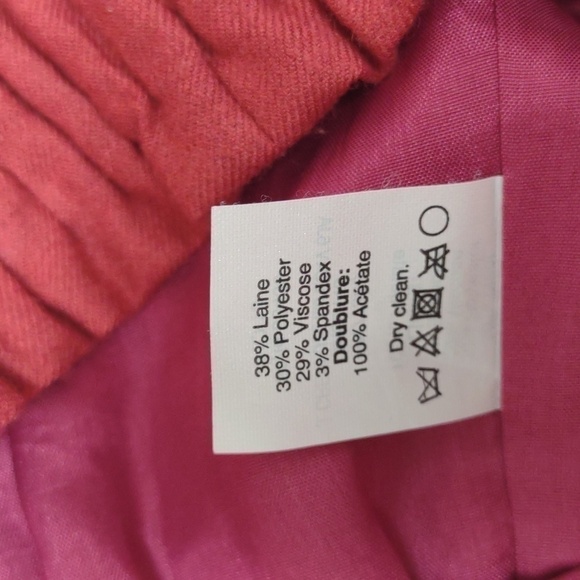 38% Laine
30% Polyester
29% Viscose
3% Spandex
Doublure:
100% Acétate
Dry clean.